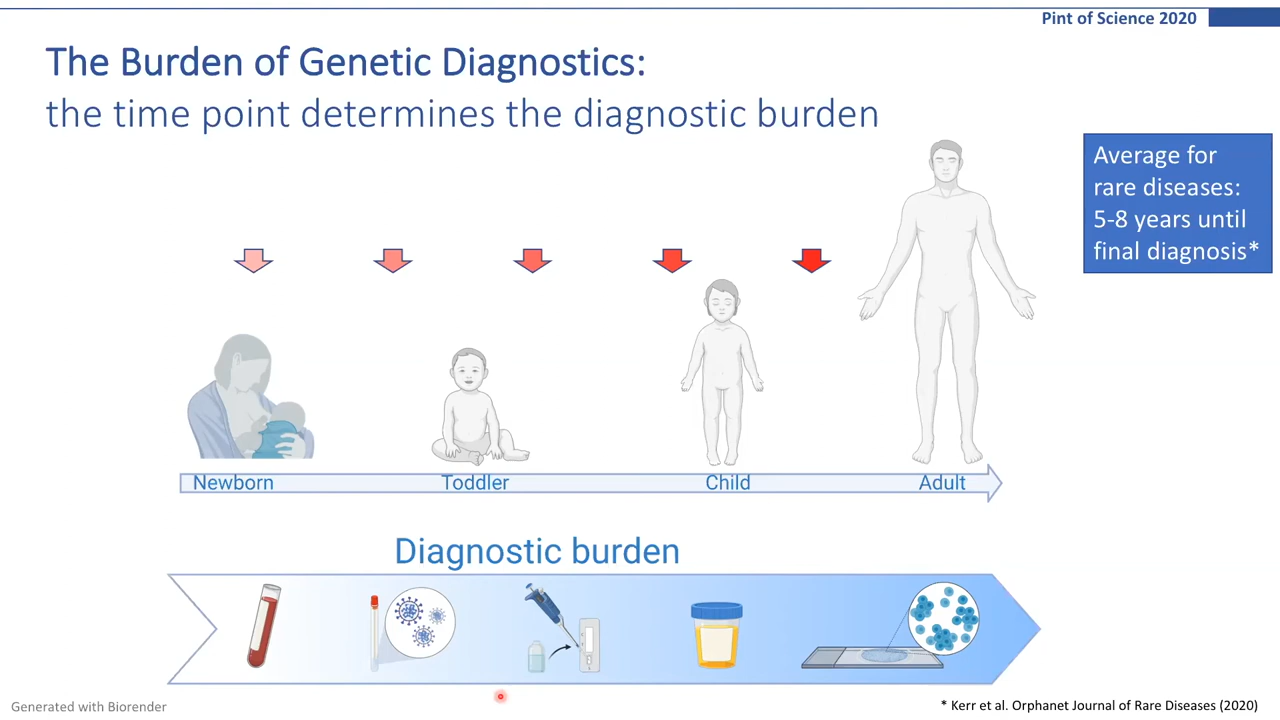 Pint of Science 2020
The Burden of Genetic Diagnostics:
the time point determines the diagnostic burden
Average for
rare diseases:
5-8 years until
final diagnosis*
Newborn
Toddler
Child
Adult
Diagnostic burden
Generated with Biorender
* Kerr et al. Orphanet Journal of Rare Diseases (2020)